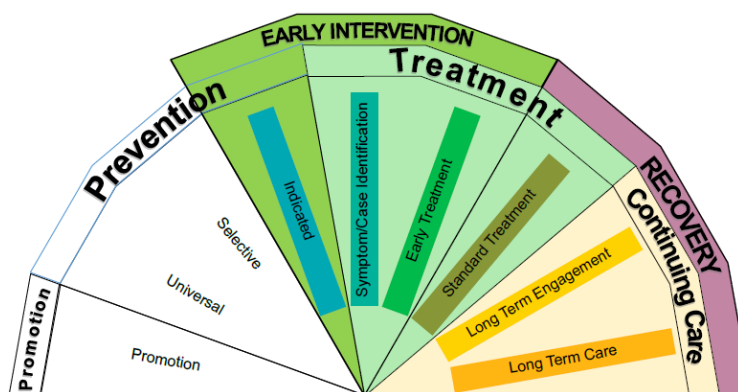 EARLY INTERVENTION
Treatment
Prevention
RECOVERY
Continuing Care
Promotion
Promotion
Universal
Selective
Indicated
Symptom/Case Identification
Early Treatment
Standard Treatment
Long Term Engagement
Long Term Care